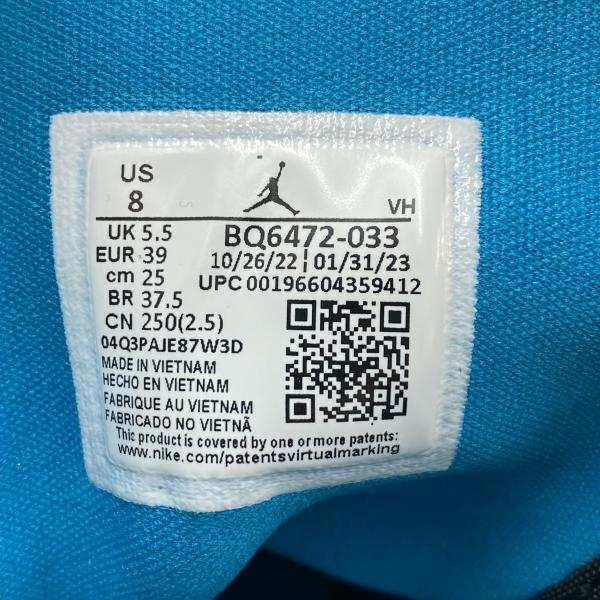 US
8
VH
UK 5.5
EUR 39
cm 25
BR 37.5
CN 250(2.5)
BQ6472-033
10/26/22 | 01/31/23
UPC 00196604359412
04Q3PAJE87W3D
MADE IN VIETNAM
HECHO EN VIETNAM
FABRIQUE AU VIETNAM
FABRICADO NO VIETNÃ
This product is covered by one or more patents:
www.nike.com/patentsvirtualmarking